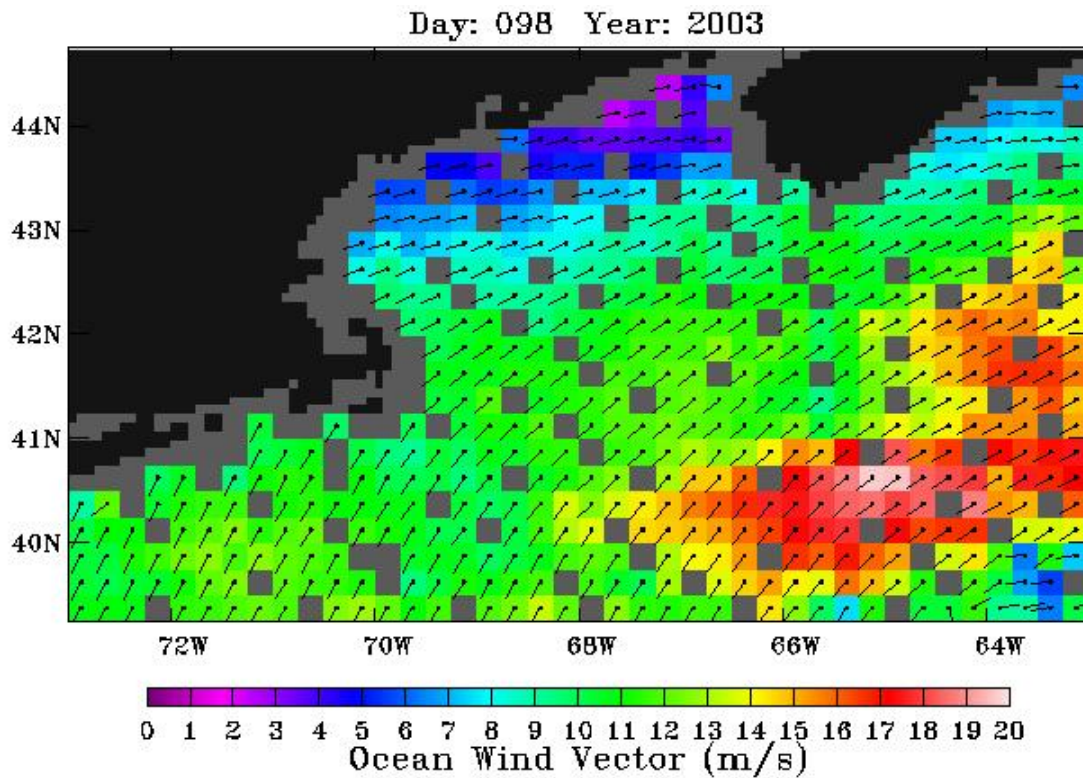 Day: 098 Year: 2003
44N
43N
42N
41N
40N
72W 70W 68W 66W 64W
0 1 2 3 4 5 6 7 8 9 10 11 12 13 14 15 16 17 18 19 20
Ocean Wind Vector (m/s)